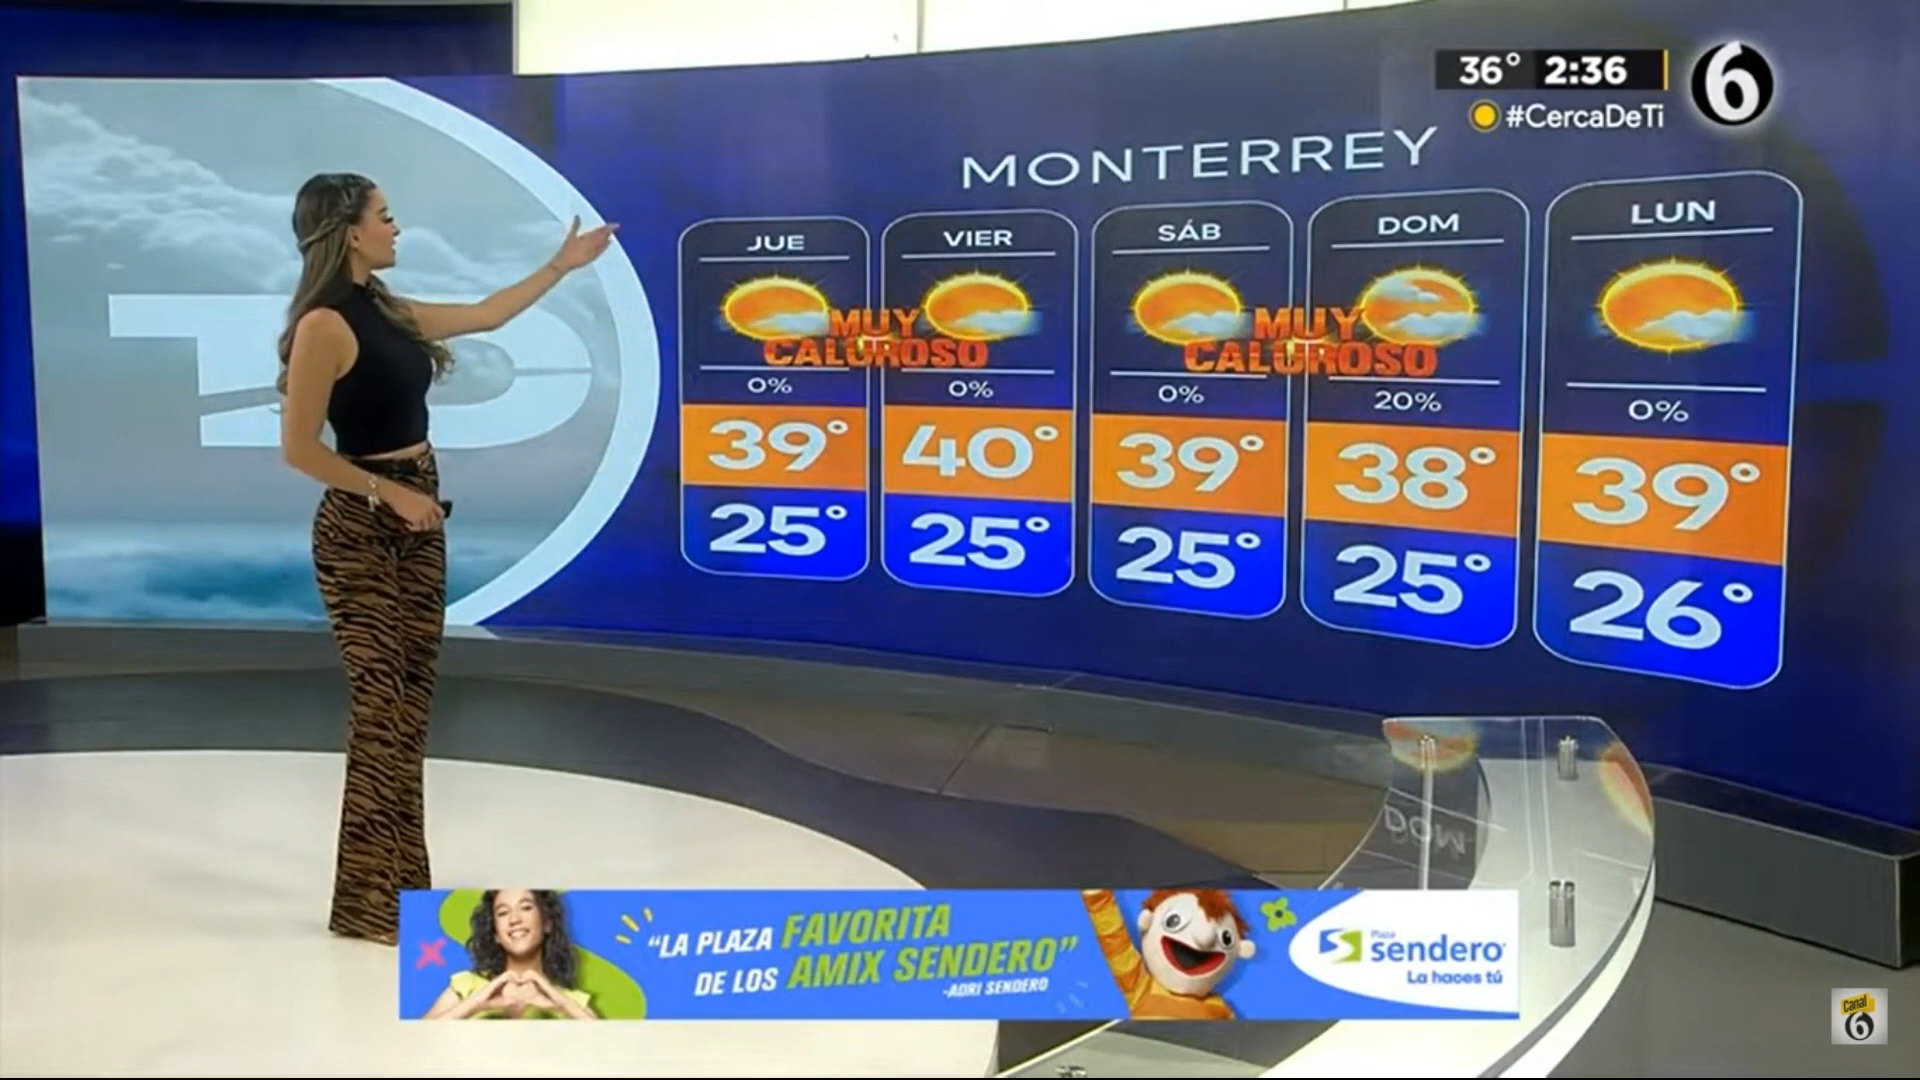 36° 2:36
6
#CercaDeTi
MONTERREY
JUE
VIER
SÁB
DOM
LUN
MUY
CALUROSO
MUY
CALUROSO
0%
0%
0%
20%
0%
39°
40°
39°
38°
39°
25°
25°
25°
25°
26°
"LA PLAZA FAVORITA
DE LOS AMIX SENDERO"
-ADRI SENDERO
Plaza
sendero
La haces tú
Canal
6